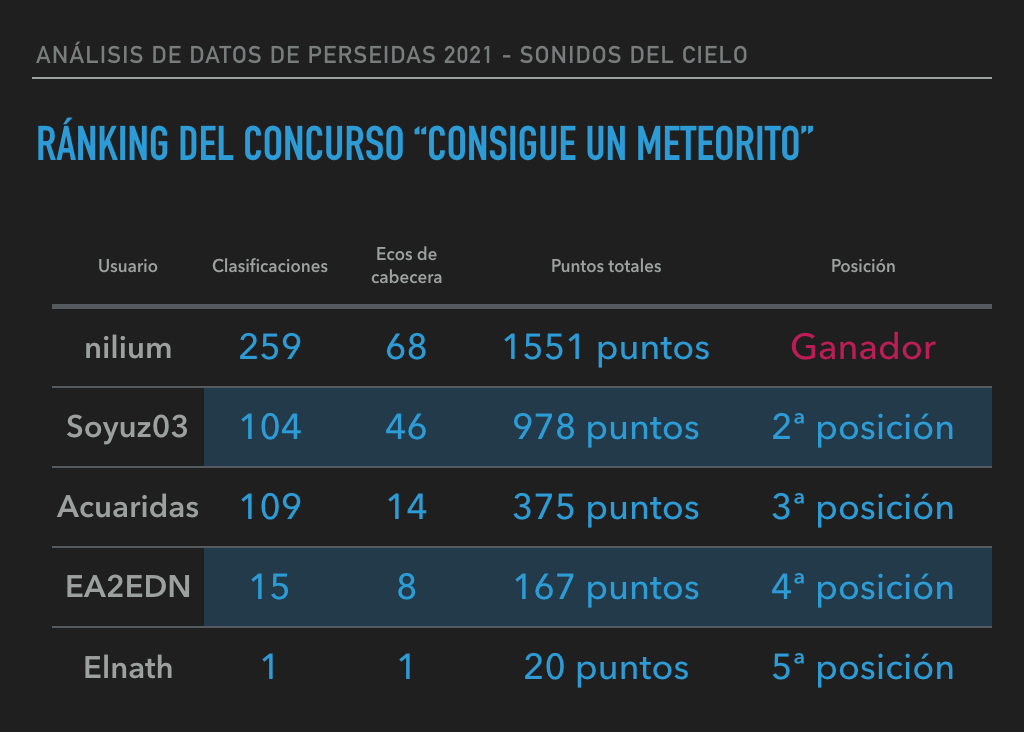 ANÁLISIS DE DATOS DE PERSEIDAS 2021 - SONIDOS DEL CIELO
RÁNKING DEL CONCURSO “CONSIGUE UN METEORITO”
Usuario Clasificaciones Ecos de cabecera Puntos totales Posición
nilium 259 68 1551 puntos Ganador
Soyuz03 104 46 978 puntos 2ª posición
Acuaridas 109 14 375 puntos 3ª posición
EA2EDN 15 8 167 puntos 4ª posición
Elnath 1 1 20 puntos 5ª posición